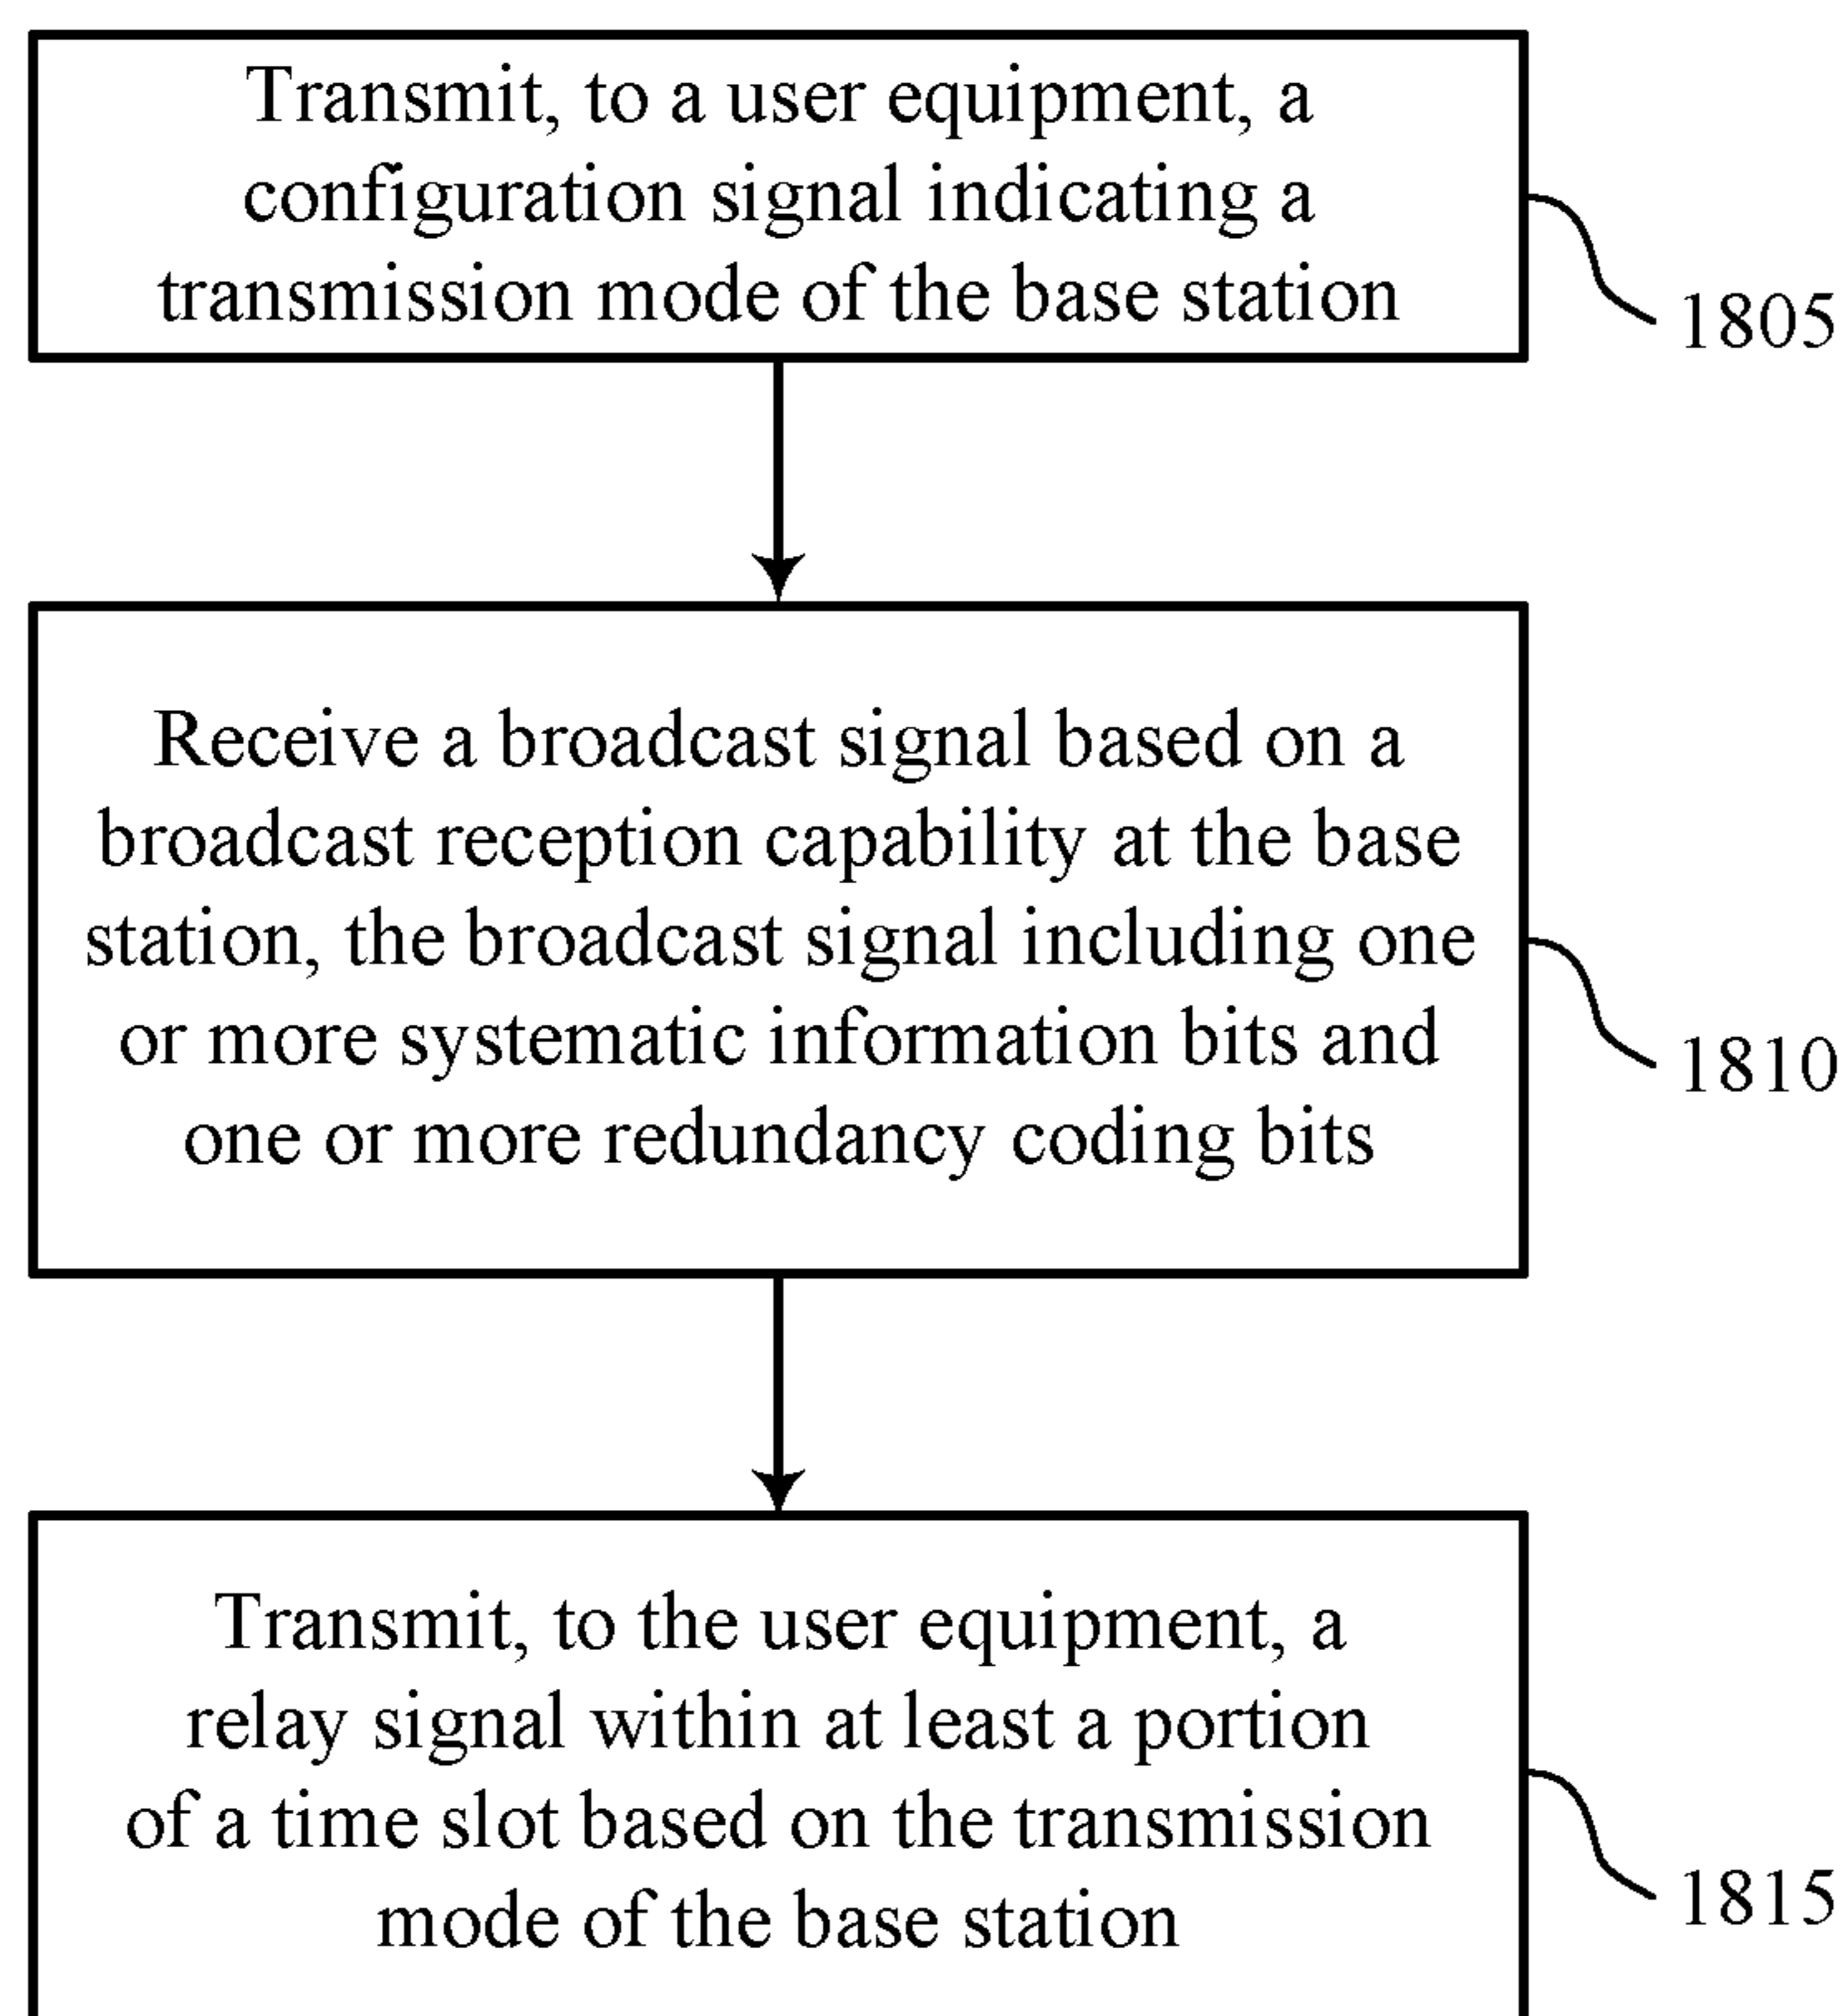 Transmit, to a user equipment, a
configuration signal indicating a
transmission mode of the base station
1805
Receive a broadcast signal based on a
broadcast reception capability at the base
station, the broadcast signal including one
or more systematic information bits and
one or more redundancy coding bits
1810
Transmit, to the user equipment, a
relay signal within at least a portion
of a time slot based on the transmission
mode of the base station
1815